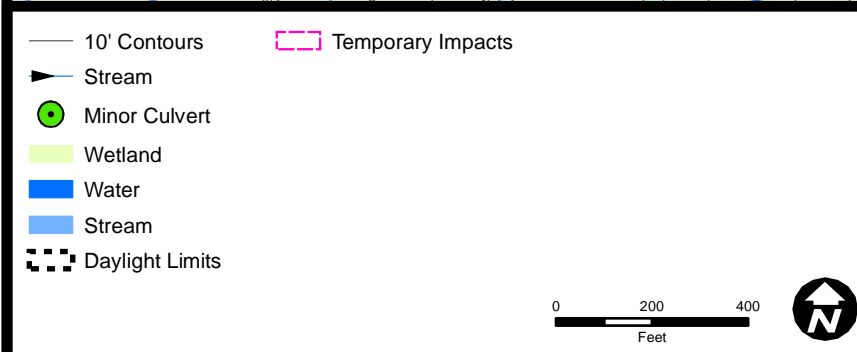 10' Contours
Temporary Impacts
Stream
Minor Culvert
Wetland
Water
Stream
Daylight Limits
0 200 400
Feet
N